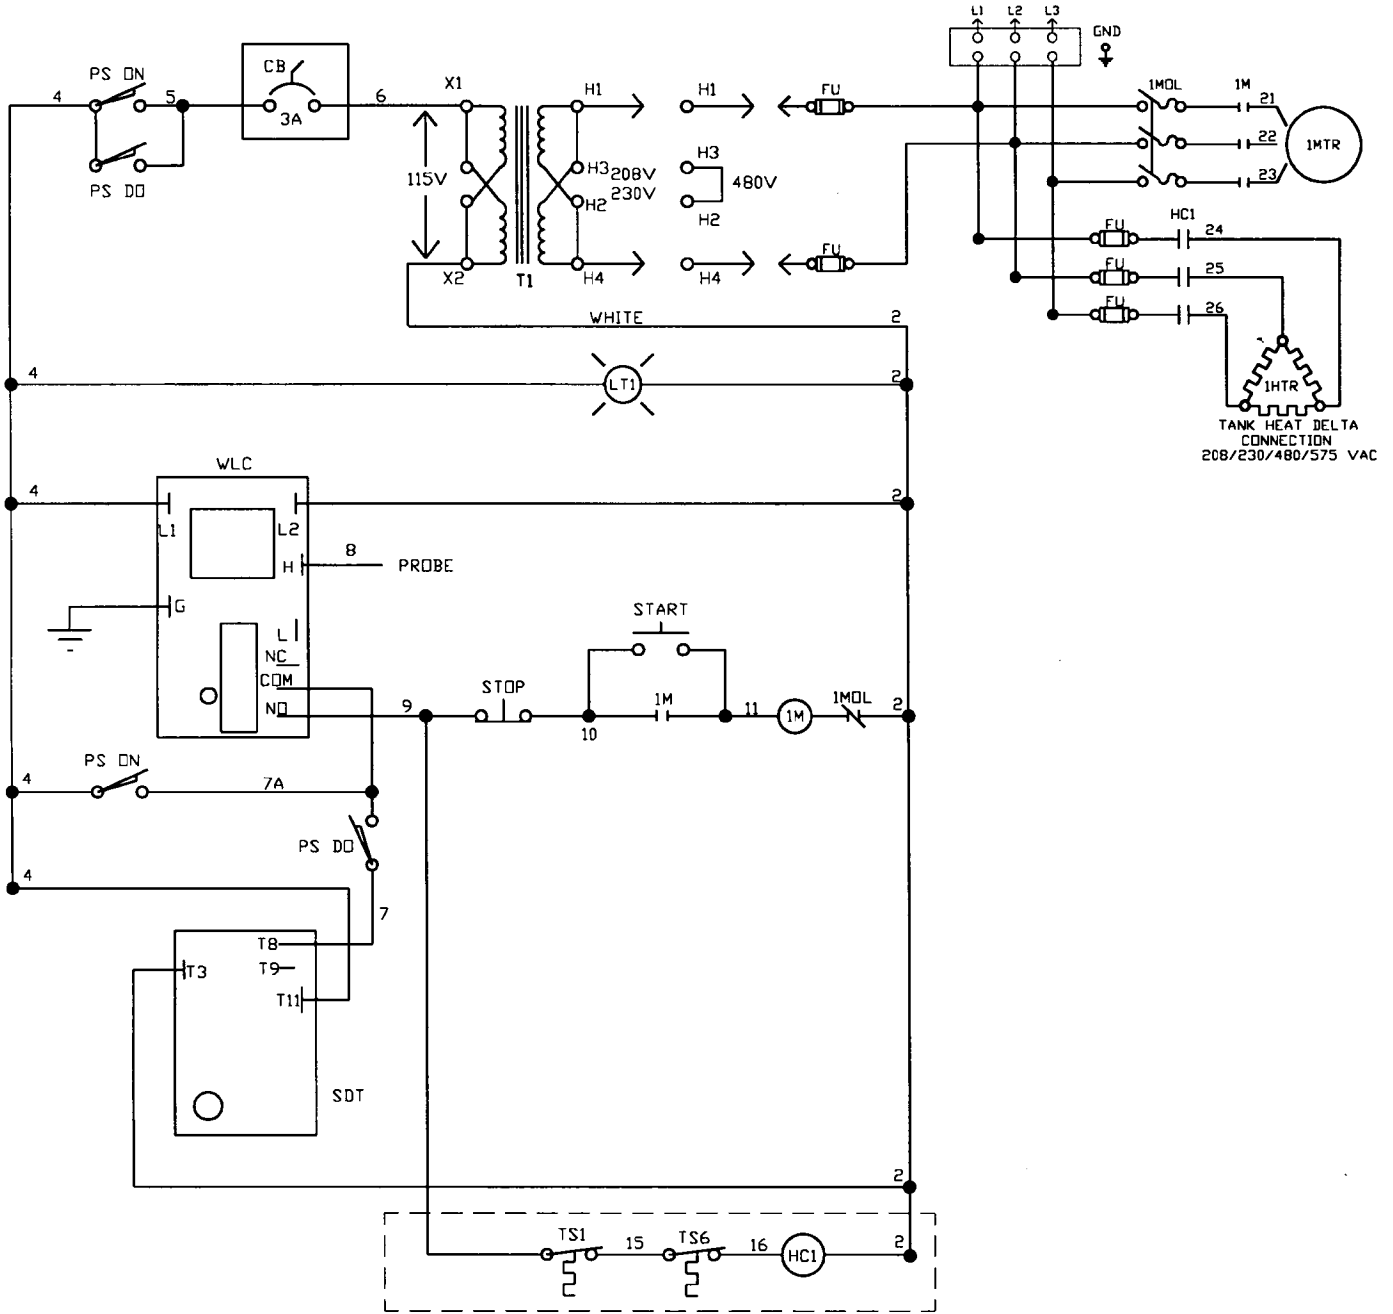 L1 L2 L3
GND
PS ON
CB
4 5 6
3A
PS DO
X1
115V
X2
T1
H1
H3 208V
H2 230V
H4
H1
H3
480V
H2
H4
FU
FU
1MOL
1M
21
22
23
1MTR
HC1
FU 24
FU 25
FU 26
1HTR
TANK HEAT DELTA
CONNECTION
208/230/480/575 VAC
WHITE
2
4
LT1
2
WLC
4
L1
L2
2
H
8
PROBE
G
L
NC
COM
NO
9
STOP
10
START
1M
11
1M
1MOL
2
PS ON
4
7A
PS DO
4
7
T8
T9
T3
T11
SDT
2
TS1
15
TS6
16
HC1
2